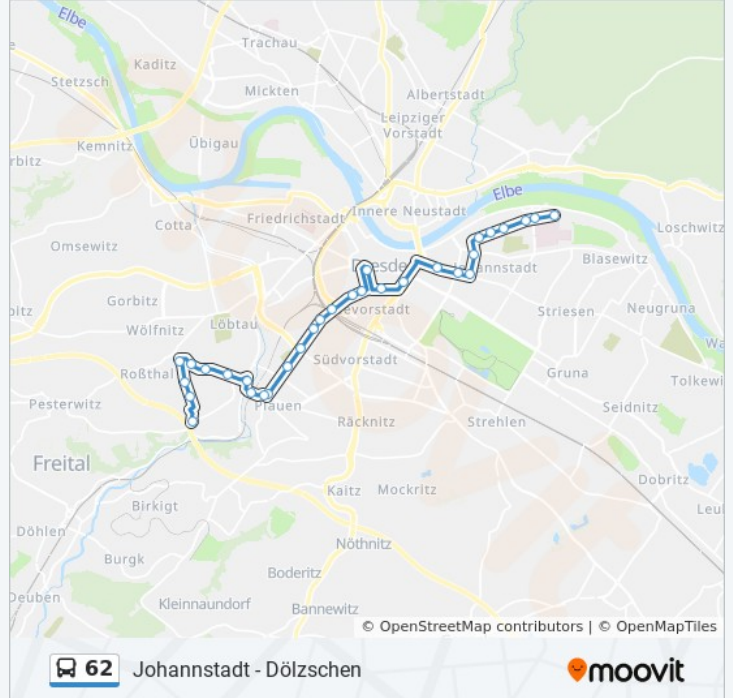 Elbe
Trachau
Kaditz
Stetzsch
Mickten
Albertstadt
Leipziger
Vorstadt
Kemnitz
Übigau
rbitz
Elbe
Friedrichstadt
Innere Neustadt
Cotta
Loschwitz
Omsewitz
Blasewitz
Gorbitz
Wölfnitz
Löbtau
Striesen
Neugruna
Südvorstadt
Gruna
Roßthal
Tolkewi
Pesterwitz
Plauen
Seidnitz
Räcknitz
Strehlen
Freital
Kaitz
Mockritz
Dobritz
Birkigt
Döhlen
Nöthnitz
Burgk
Boderitz
Deuben
Kleinnaundorf
Bannewitz
© OpenStreetMap contributors | © OpenMapTiles
62
Johannstadt - Dölzschen
moovit